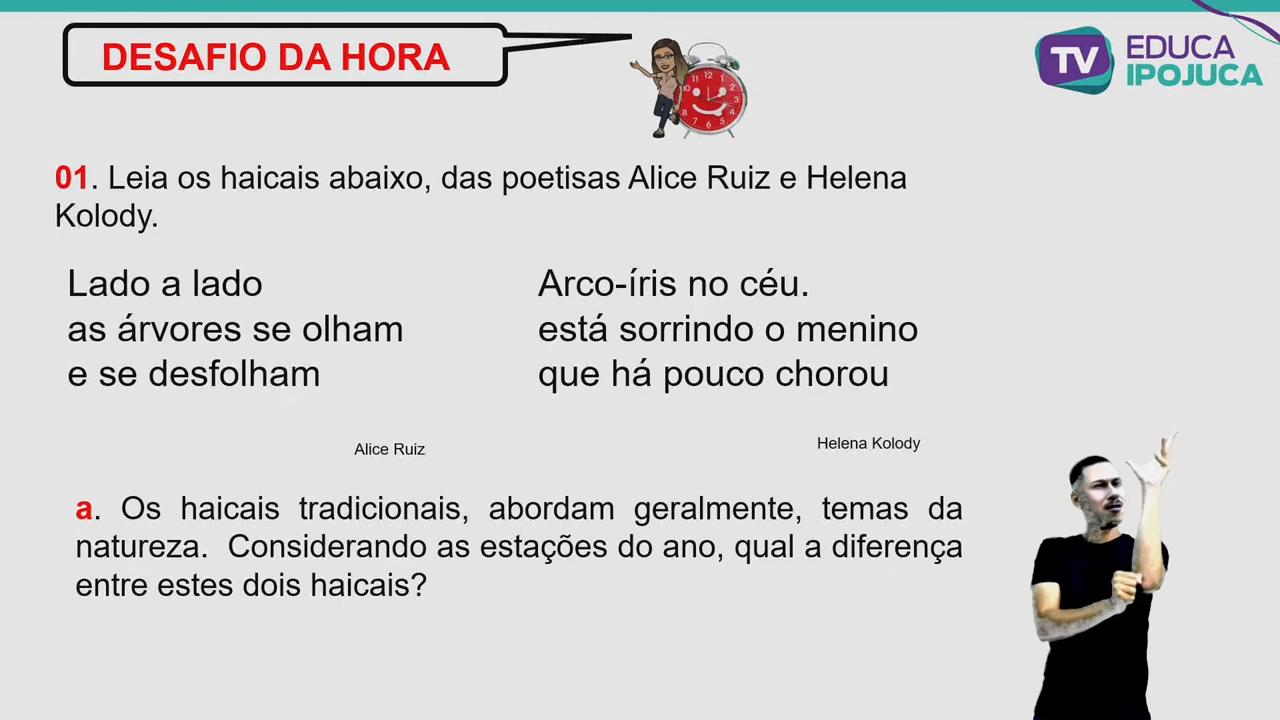 DESAFIO DA HORA
TV EDUCA
IPOJUCA
01. Leia os haicais abaixo, das poetisas Alice Ruiz e Helena
Kolody.
Lado a lado
as árvores se olham
e se desfolham
Alice Ruiz
Arco-íris no céu.
está sorrindo o menino
que há pouco chorou
Helena Kolody
a. Os haicais tradicionais, abordam geralmente, temas da
natureza. Considerando as estações do ano, qual a diferença
entre estes dois haicais?